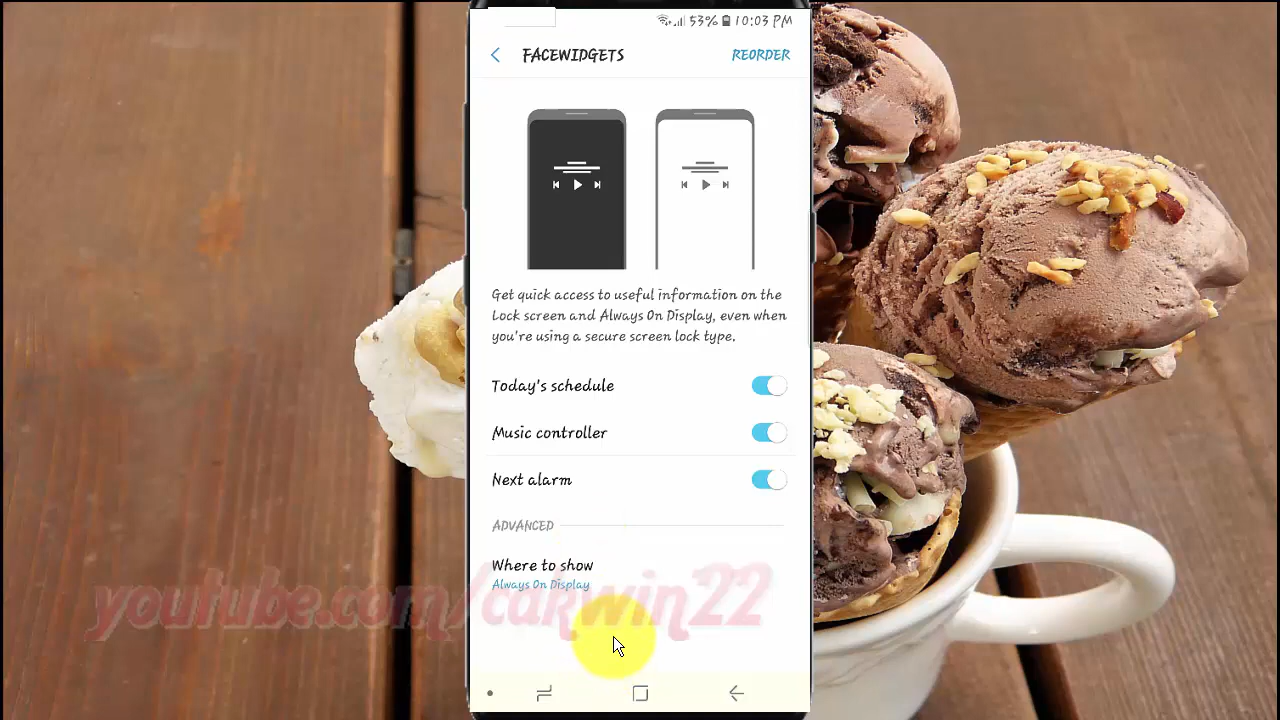 53% 10:03 PM
FACEWIDGETS
REORDER
Get quick access to useful information on the
Lock screen and Always On Display, even when
you're using a secure screen lock type.
Today's schedule
Music controller
Next alarm
ADVANCED
Where to show
Always On Display
youtube.com/carwin22